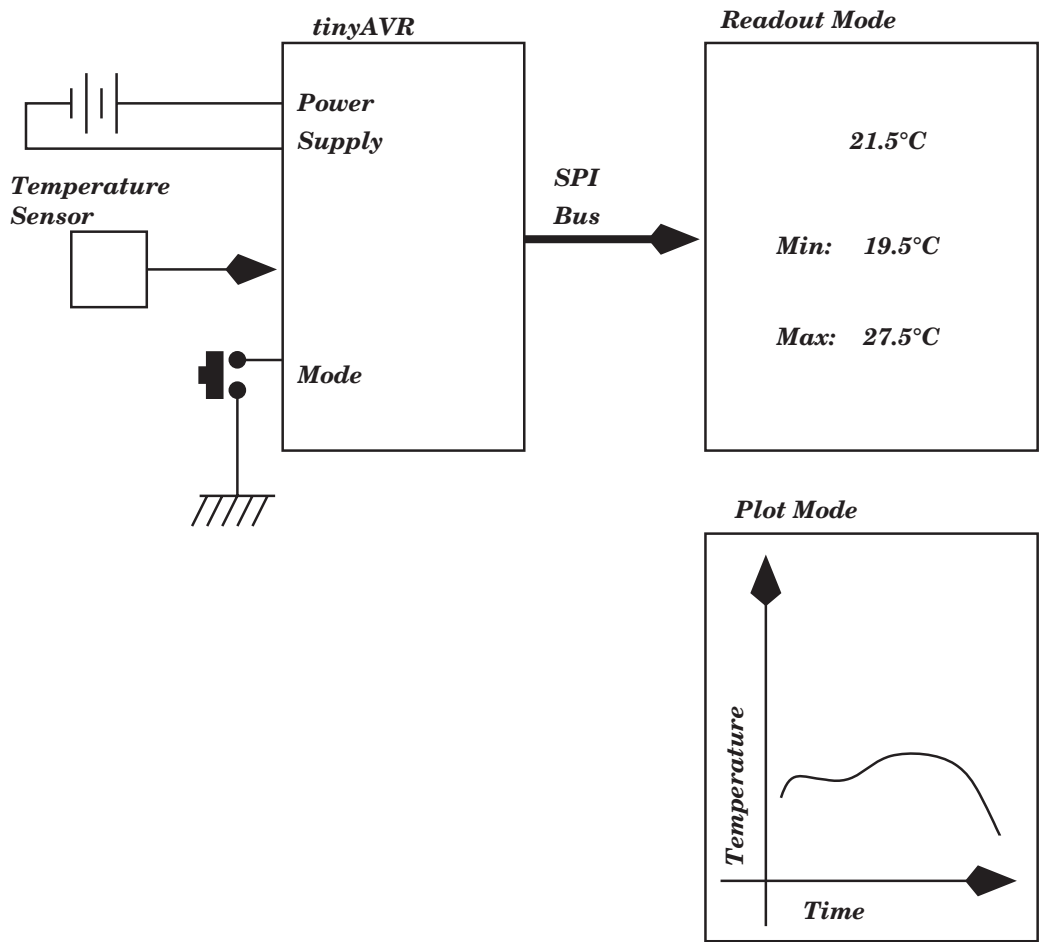 tinyAVR
Power
Supply
Temperature
Sensor
Mode
SPI
Bus
Readout Mode
21.5°C
Min: 19.5°C
Max: 27.5°C
Plot Mode
Temperature
Time